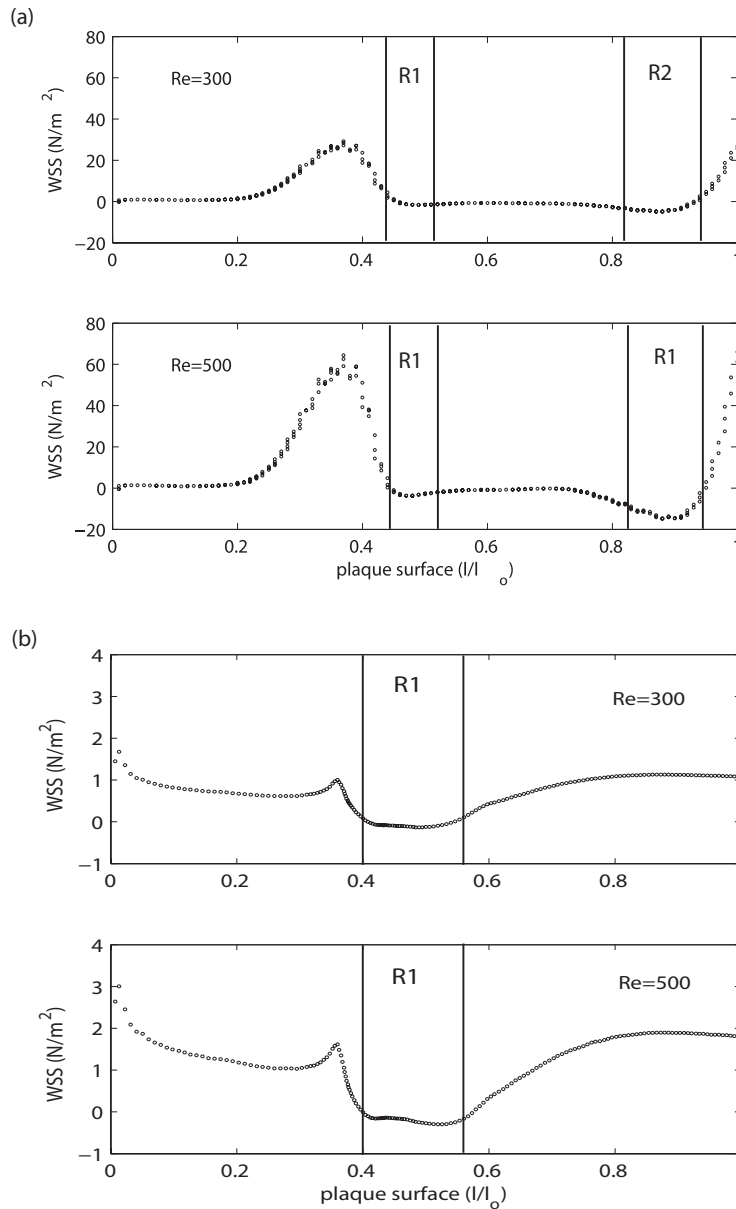 (a)
80
60
40
20
0
−20
WSS (N/m 2)
Re=300
R1
R2
0 0.2 0.4 0.6 0.8 1
80
60
40
20
0
−20
WSS (N/m 2)
Re=500
R1
R1
0 0.2 0.4 0.6 0.8 1
plaque surface (l/l o)
(b)
4
3
2
1
0
−1
WSS (N/m2)
R1
Re=300
0 0.2 0.4 0.6 0.8
4
3
2
1
0
−1
WSS (N/m2)
R1
Re=500
0 0.2 0.4 0.6 0.8
plaque surface (l/lo)